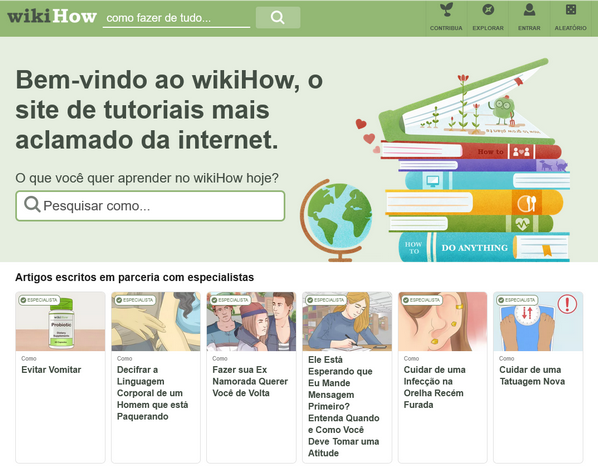 wikiHow
como fazer de tudo...
CONTRIBUA
EXPLORAR
ENTRAR
ALEATÓRIO
Bem-vindo ao wikiHow, o
site de tutoriais mais
aclamado da internet.
O que você quer aprender no wikiHow hoje?
Pesquisar como...
How to
HOW
TO
DO ANYTHING
Artigos escritos em parceria com especialistas
ESPECIALISTA
wikiHow
Probiotic
Como
Evitar Vomitar
ESPECIALISTA
Como
Decifrar a
Linguagem
Corporal de um
Homem que está
Paquerando
ESPECIALISTA
Como
Fazer sua Ex
Namorada Querer
Você de Volta
ESPECIALISTA
Ele Está
Esperando que
Eu Mande
Mensagem
Primeiro?
Entenda Quando
e Como Você
Deve Tomar uma
Atitude
ESPECIALISTA
Como
Cuidar de uma
Infecção na
Orelha Recém
Furada
ESPECIALISTA
Como
Cuidar de uma
Tatuagem Nova